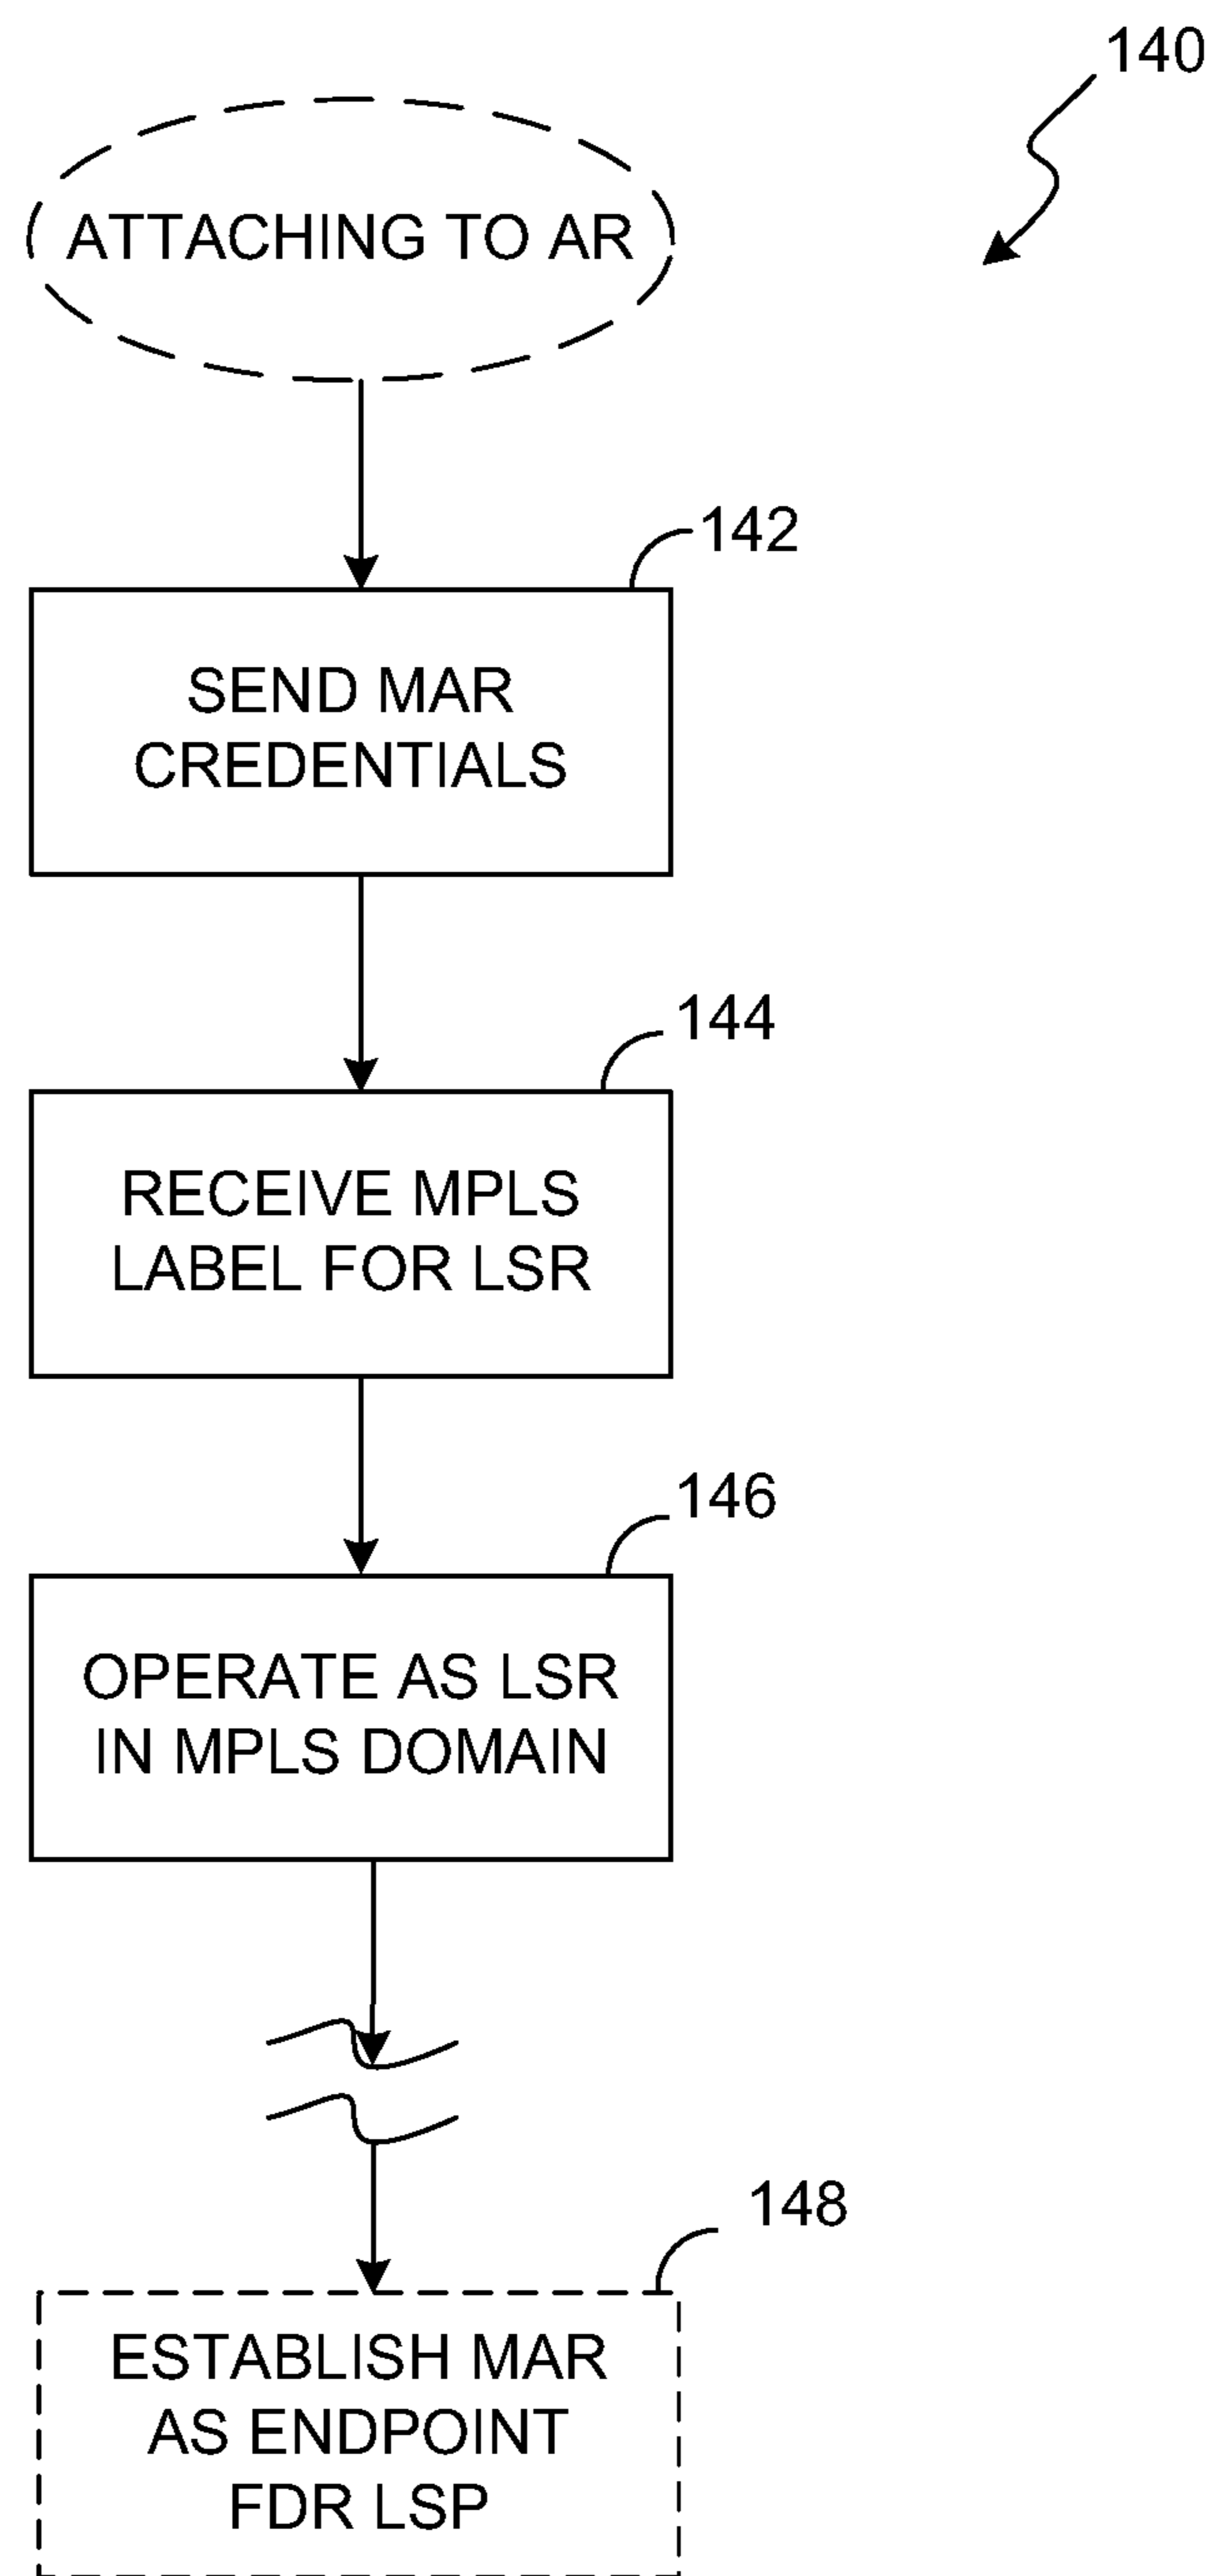 140
ATTACHING TO AR
142
SEND MAR
CREDENTIALS
144
RECEIVE MPLS
LABEL FOR LSR
146
OPERATE AS LSR
IN MPLS DOMAIN
148
ESTABLISH MAR
AS ENDPOINT
FDR LSP